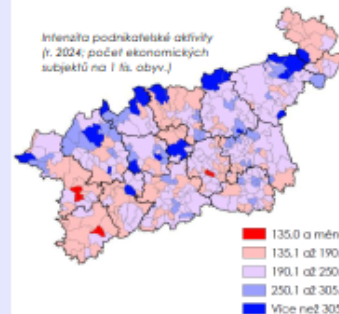 Intenzita podnikatelské aktivity
(r. 2024; počet ekonomických
subjektů na 1 tis. obyv.)
135,0 a mén
135,1 až 190,
190,1 až 250,
250,1 až 305,
Více než 305